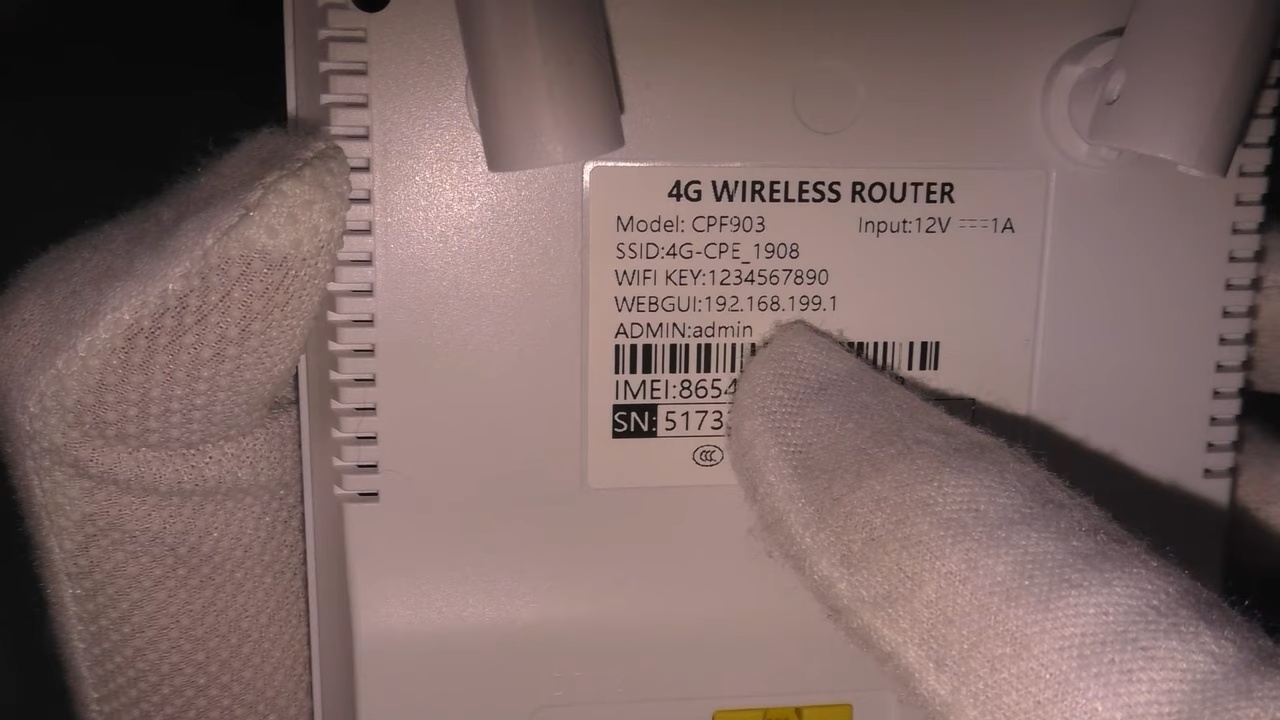 4G WIRELESS ROUTER
Model: CPF903 Input:12V ⎓1A
SSID:4G-CPE_1908
WIFI KEY:1234567890
WEBGUI:192.168.199.1
ADMIN:admin
IMEI:8654
SN: 5173
CCC